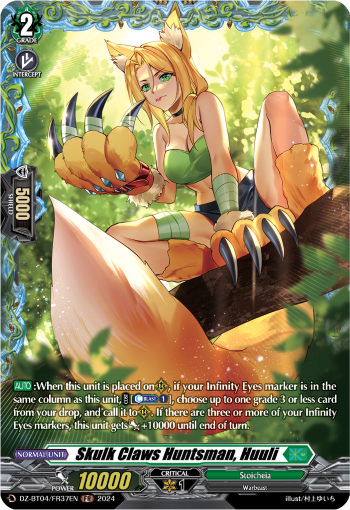 2
GRADE
INTERCEPT
5000
SHIELD
AUTO :When this unit is placed on R, if your Infinity Eyes marker is in the
same column as this unit, COST [BLAST 1], choose up to one grade 3 or less card
from your drop, and call it to R. If there are three or more of your Infinity
Eyes markers, this unit gets +10000 until end of turn.
NORMAL UNIT
Skulk Claws Huntsman, Huuli
Stoicheia
Warbeast
POWER 10000
CRITICAL
1
DZ-BT04/FR37EN FR 2024
illust/村上ゆいち